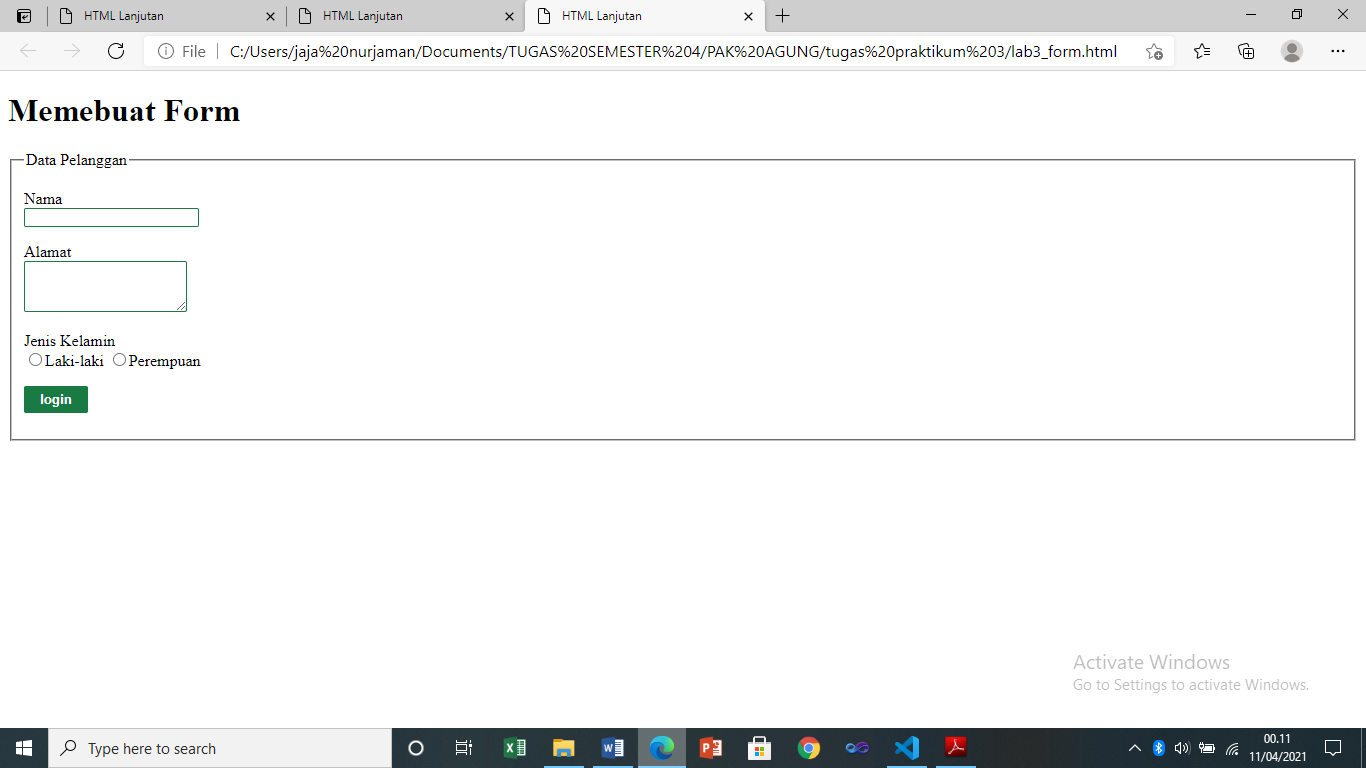 HTML Lanjutan
HTML Lanjutan
HTML Lanjutan
File
C:/Users/jaja%20nurjaman/Documents/TUGAS%20SEMESTER%204/PAK%20AGUNG/tugas%20praktikum%203/lab3_form.html
Memebuat Form
Data Pelanggan
Nama
Alamat
Jenis Kelamin
Laki-laki Perempuan
login
Activate Windows
Go to Settings to activate Windows.
Type here to search
00.11
11/04/2021